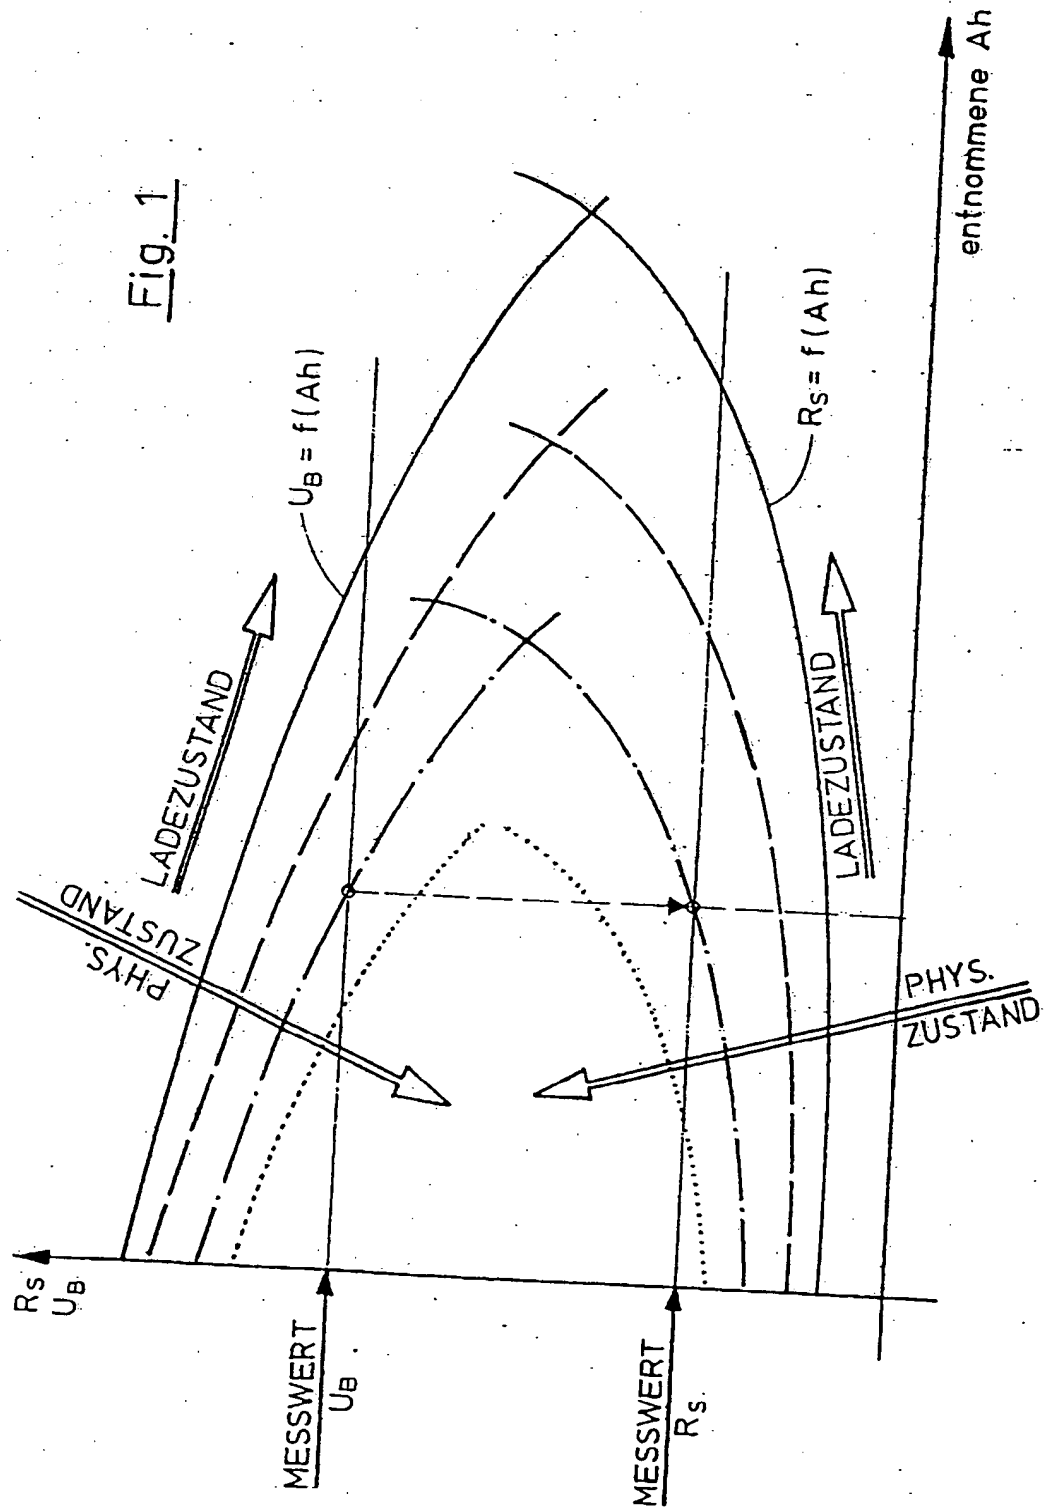 Fig. 1
RS
UB
UB = f(Ah)
LADEZUSTAND
PHYS.
ZUSTAND
MESSWERT
UB
MESSWERT
RS
RS = f(Ah)
LADEZUSTAND
PHYS.
ZUSTAND
entnommene Ah